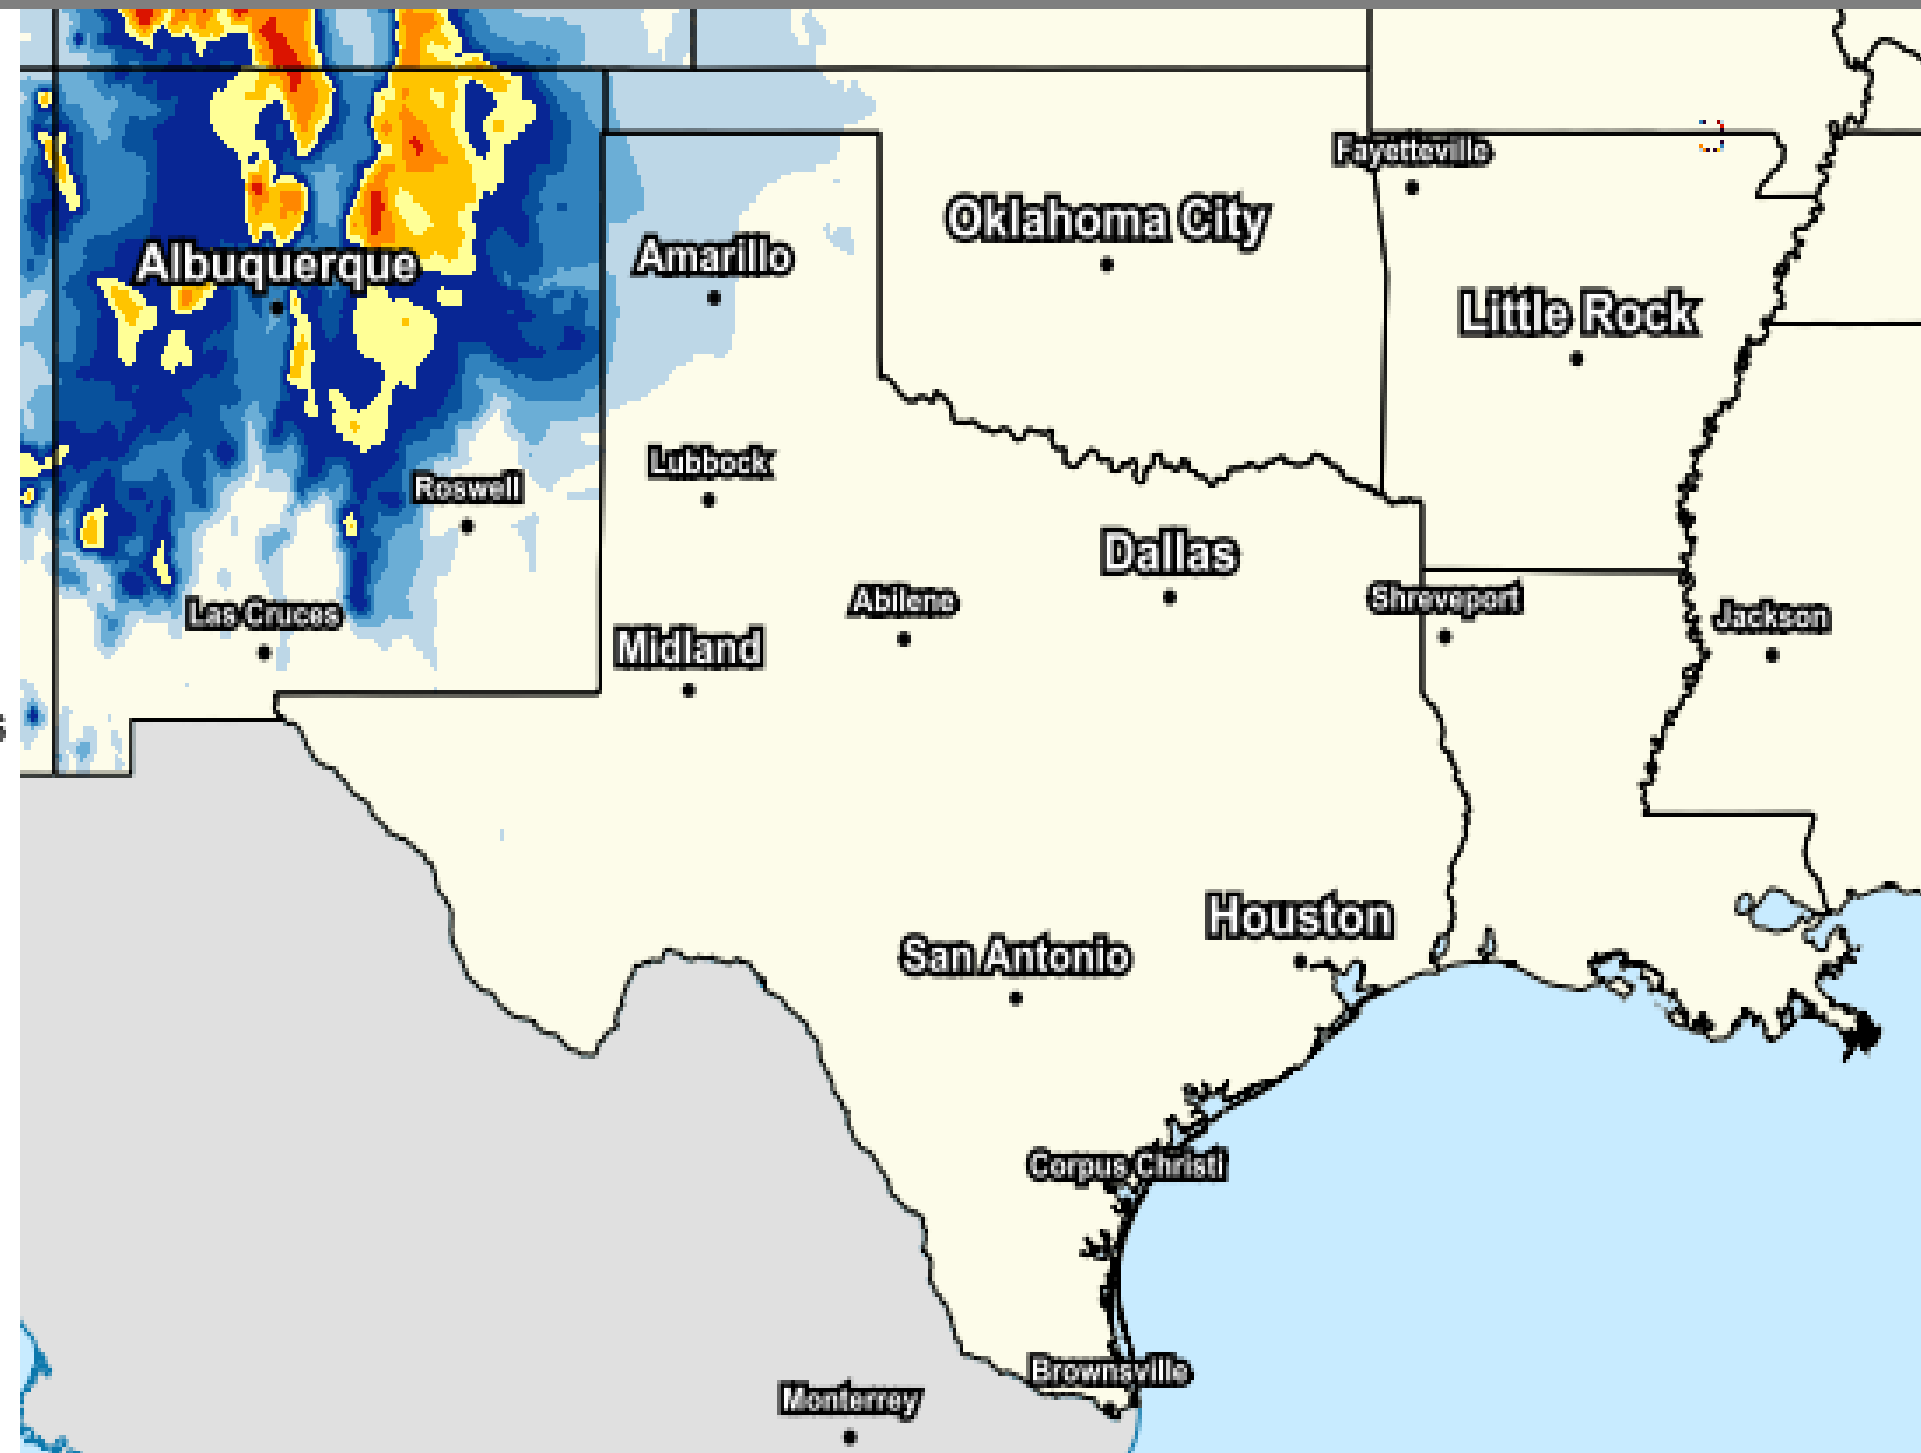 Fayetteville
Oklahoma City
Albuquerque
Amarillo
Little Rock
Lubbock
Roswell
Dallas
Abilene
Shreveport
Las Cruces
Jackson
Midland
s
Houston
San Antonio
Corpus Christi
Brownsville
Monterrey